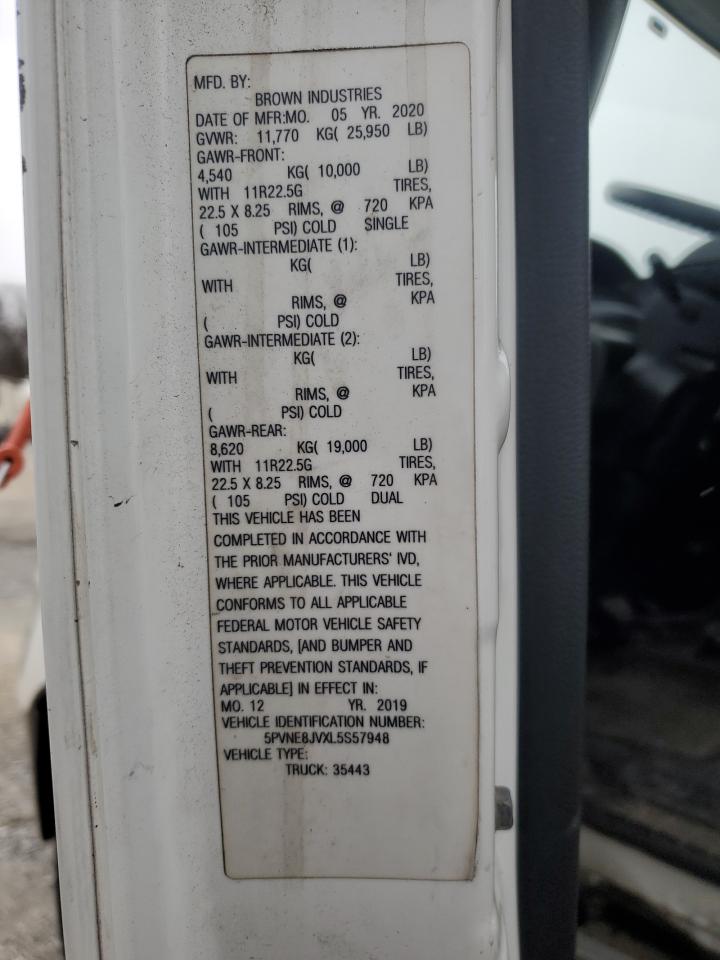 MFD. BY:
BROWN INDUSTRIES
DATE OF MFR:MO. 05 YR. 2020
GVWR: 11,770 KG( 25,950 LB)
GAWR-FRONT:
4,540 KG( 10,000 LB)
WITH 11R22.5G TIRES,
22.5 X 8.25 RIMS, @ 720 KPA
( 105 PSI) COLD SINGLE
GAWR-INTERMEDIATE (1):
KG( LB)
WITH TIRES,
RIMS, @ KPA
( PSI) COLD
GAWR-INTERMEDIATE (2):
KG( LB)
WITH TIRES,
RIMS, @ KPA
( PSI) COLD
GAWR-REAR:
8,620 KG( 19,000 LB)
WITH 11R22.5G TIRES,
22.5 X 8.25 RIMS, @ 720 KPA
( 105 PSI) COLD DUAL
THIS VEHICLE HAS BEEN
COMPLETED IN ACCORDANCE WITH
THE PRIOR MANUFACTURERS' IVD,
WHERE APPLICABLE. THIS VEHICLE
CONFORMS TO ALL APPLICABLE
FEDERAL MOTOR VEHICLE SAFETY
STANDARDS, [AND BUMPER AND
THEFT PREVENTION STANDARDS, IF
APPLICABLE] IN EFFECT IN:
MO. 12 YR. 2019
VEHICLE IDENTIFICATION NUMBER:
5PVNE8JVXL5S57948
VEHICLE TYPE:
TRUCK: 35443